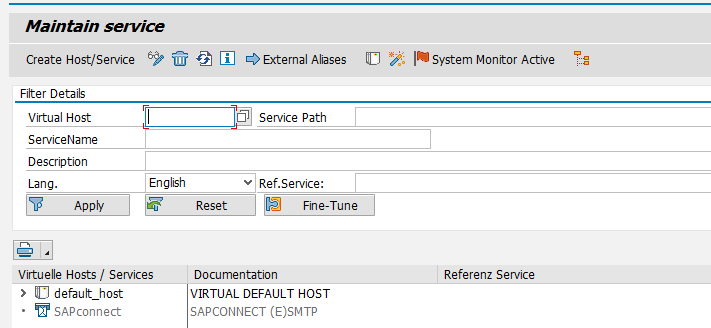 Maintain service
Create Host/Service External Aliases System Monitor Active
Filter Details
Virtual Host Service Path
ServiceName
Description
Lang. English Ref.Service:
Apply Reset Fine-Tune
Virtuelle Hosts / Services Documentation Referenz Service
default_host VIRTUAL DEFAULT HOST
SAPconnect SAPCONNECT (E)SMTP